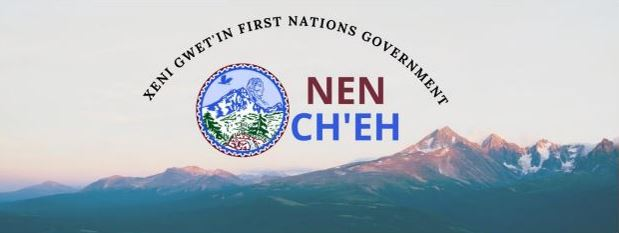 XENI GWET'IN FIRST NATIONS GOVERNMENT
NEN
CH'EH